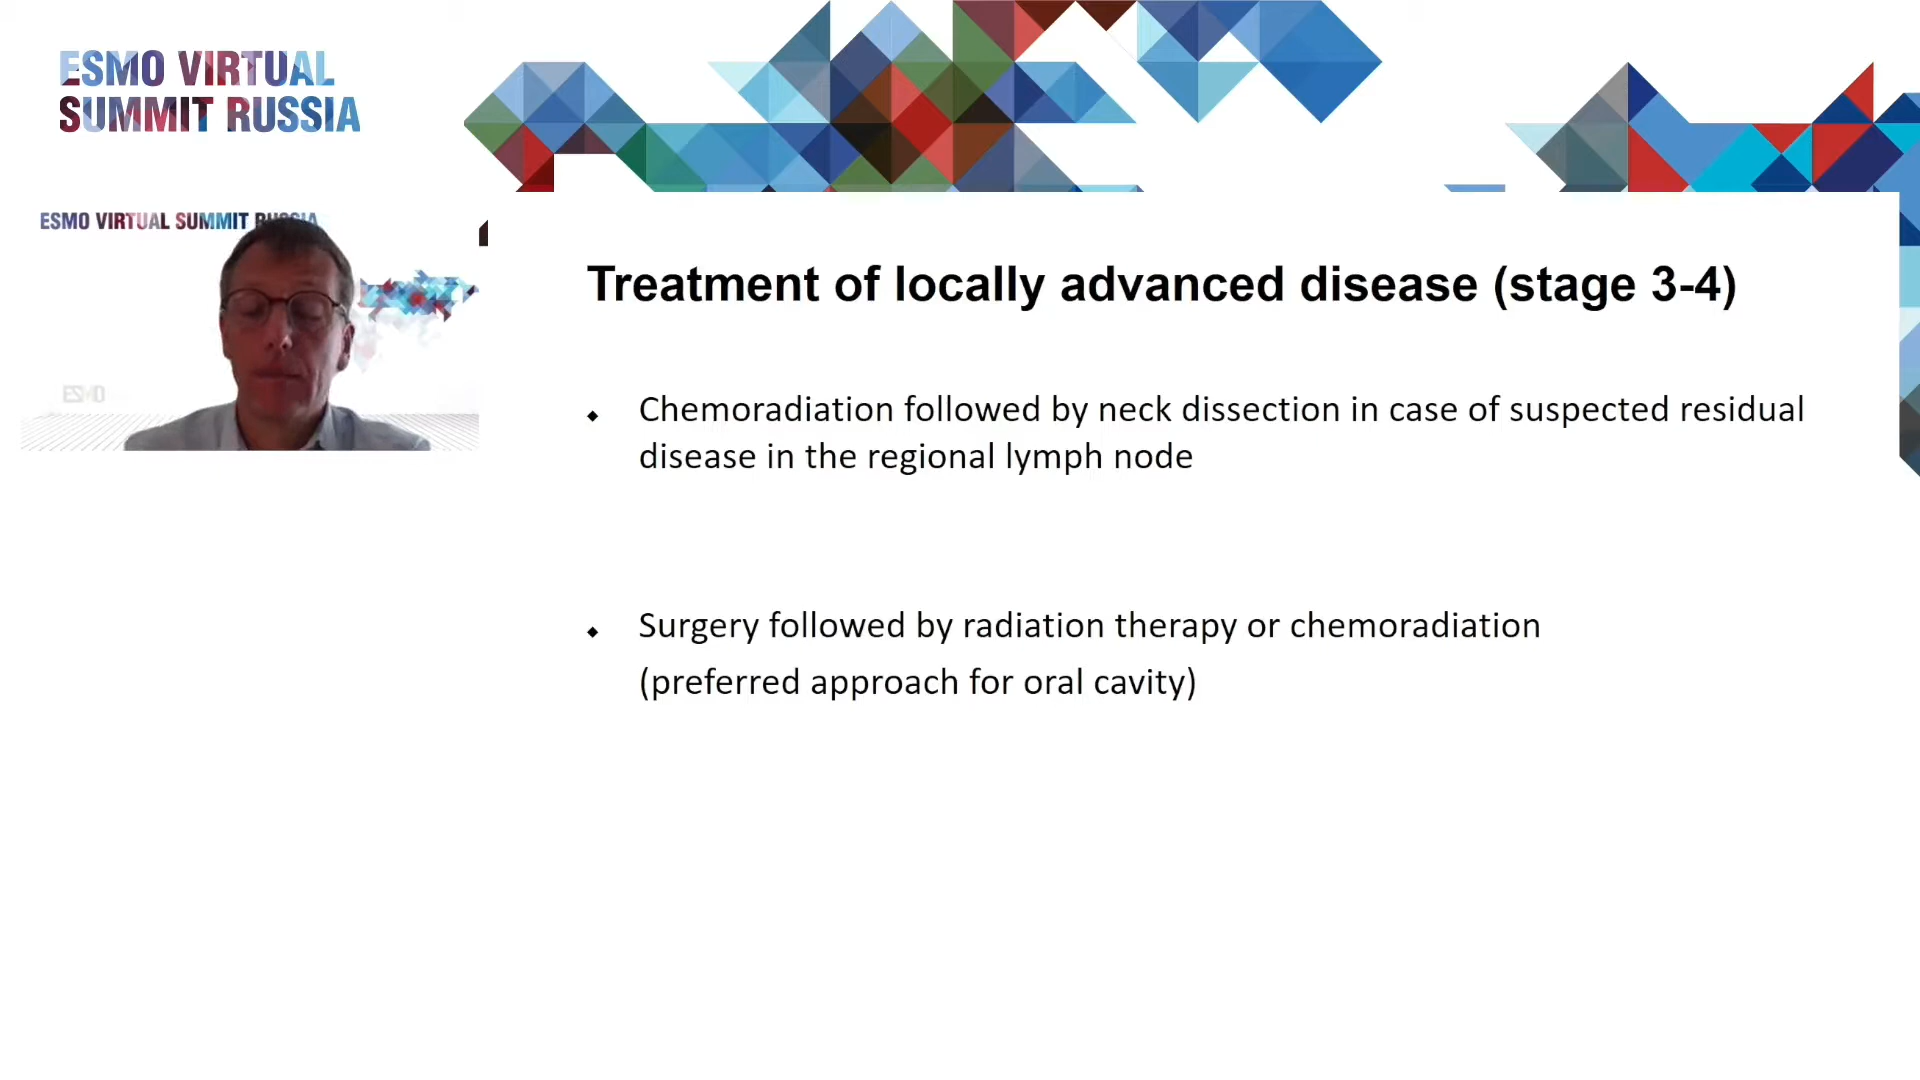 ESMO VIRTUAL
SUMMIT RUSSIA
ESMO VIRTUAL SUMMIT RUSSIA
ESMO
Treatment of locally advanced disease (stage 3-4)
Chemoradiation followed by neck dissection in case of suspected residual
disease in the regional lymph node
Surgery followed by radiation therapy or chemoradiation
(preferred approach for oral cavity)